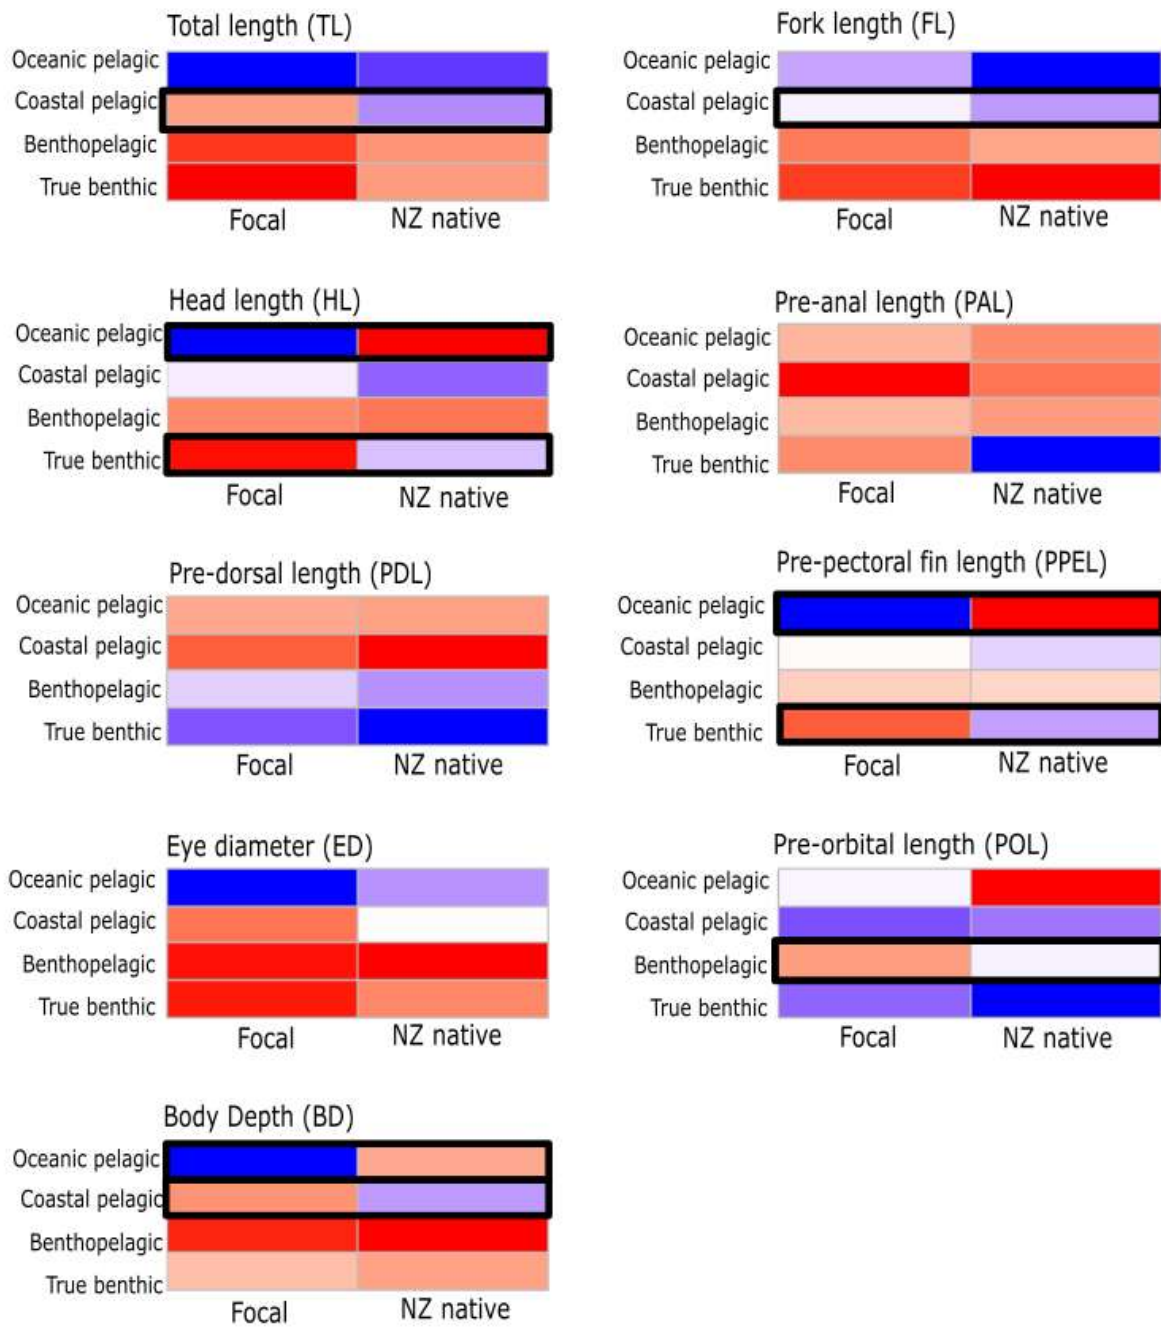 Total length (TL)
Oceanic pelagic
Coastal pelagic
Benthopelagic
True benthic
Focal NZ native
Fork length (FL)
Oceanic pelagic
Coastal pelagic
Benthopelagic
True benthic
Focal NZ native
Head length (HL)
Oceanic pelagic
Coastal pelagic
Benthopelagic
True benthic
Focal NZ native
Pre-anal length (PAL)
Oceanic pelagic
Coastal pelagic
Benthopelagic
True benthic
Focal NZ native
Pre-dorsal length (PDL)
Oceanic pelagic
Coastal pelagic
Benthopelagic
True benthic
Focal NZ native
Pre-pectoral fin length (PPEL)
Oceanic pelagic
Coastal pelagic
Benthopelagic
True benthic
Focal NZ native
Eye diameter (ED)
Oceanic pelagic
Coastal pelagic
Benthopelagic
True benthic
Focal NZ native
Pre-orbital length (POL)
Oceanic pelagic
Coastal pelagic
Benthopelagic
True benthic
Focal NZ native
Body Depth (BD)
Oceanic pelagic
Coastal pelagic
Benthopelagic
True benthic
Focal NZ native